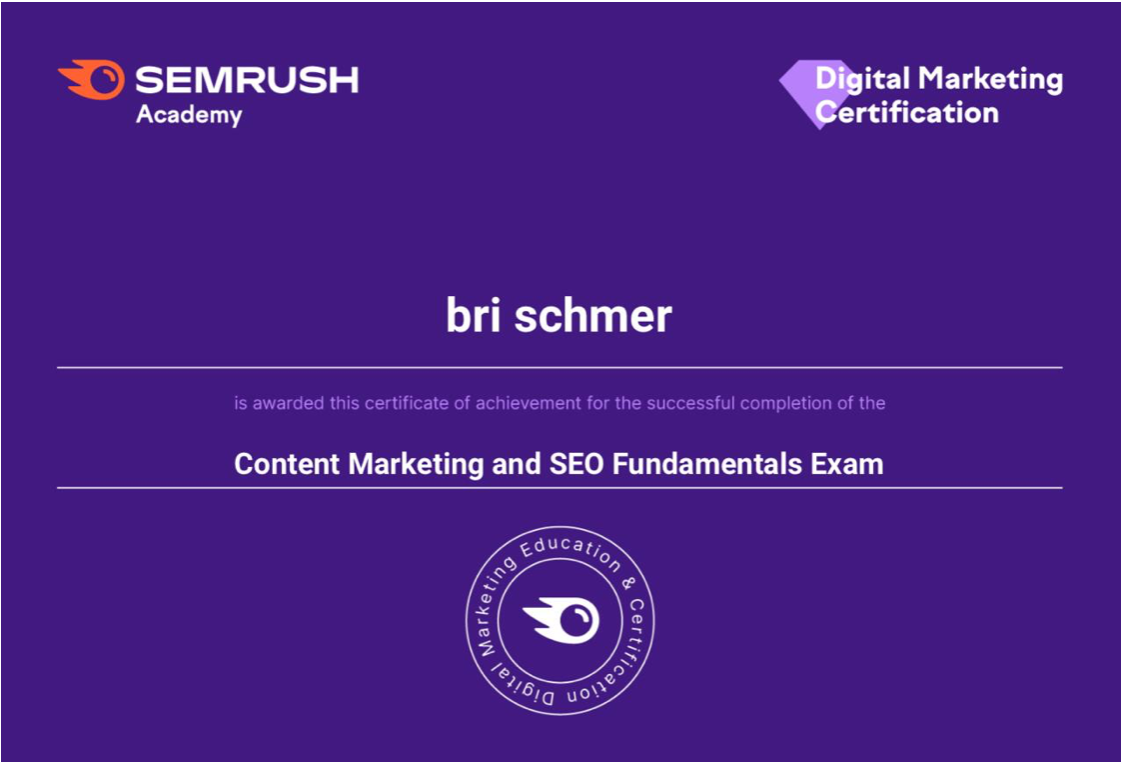 SEMRUSH
Academy
Digital Marketing
Certification
bri schmer
is awarded this certificate of achievement for the successful completion of the
Content Marketing and SEO Fundamentals Exam
Digital Marketing Education & Certification